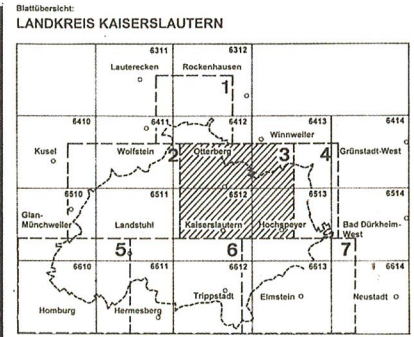 Blattübersicht:
LANDKREIS KAISERSLAUTERN
6311 6312
Lauterecken Rockenhausen
1
6410 6411 6412 6413 6414
Winnweiler
Kusel Wolfstein 2 Otterberg 3 4 Grünstadt-West
6510 6511 6512 6513 6514
Glan-
Münchweiler Landstuhl Kaiserslautern Hochspeyer Bad Dürkheim-
West
5 6 7
6610 6611 6612 6613 6614
Homburg Hermesberg Trippstadt Elmstein Neustadt